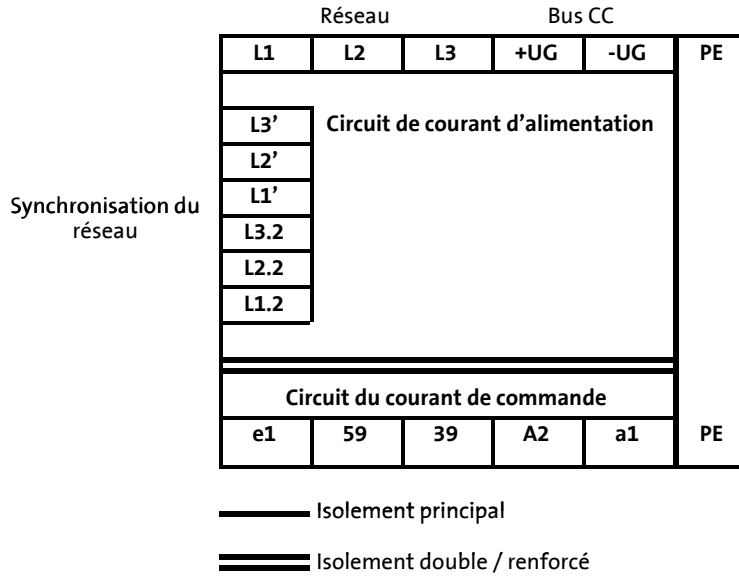 Réseau Bus CC
L1 L2 L3 +UG -UG PE
L3’ Circuit de courant d’alimentation
L2’
L1’
Synchronisation du
réseau
L3.2
L2.2
L1.2
Circuit du courant de commande
e1 59 39 A2 a1 PE
Isolement principal
Isolement double / renforcé